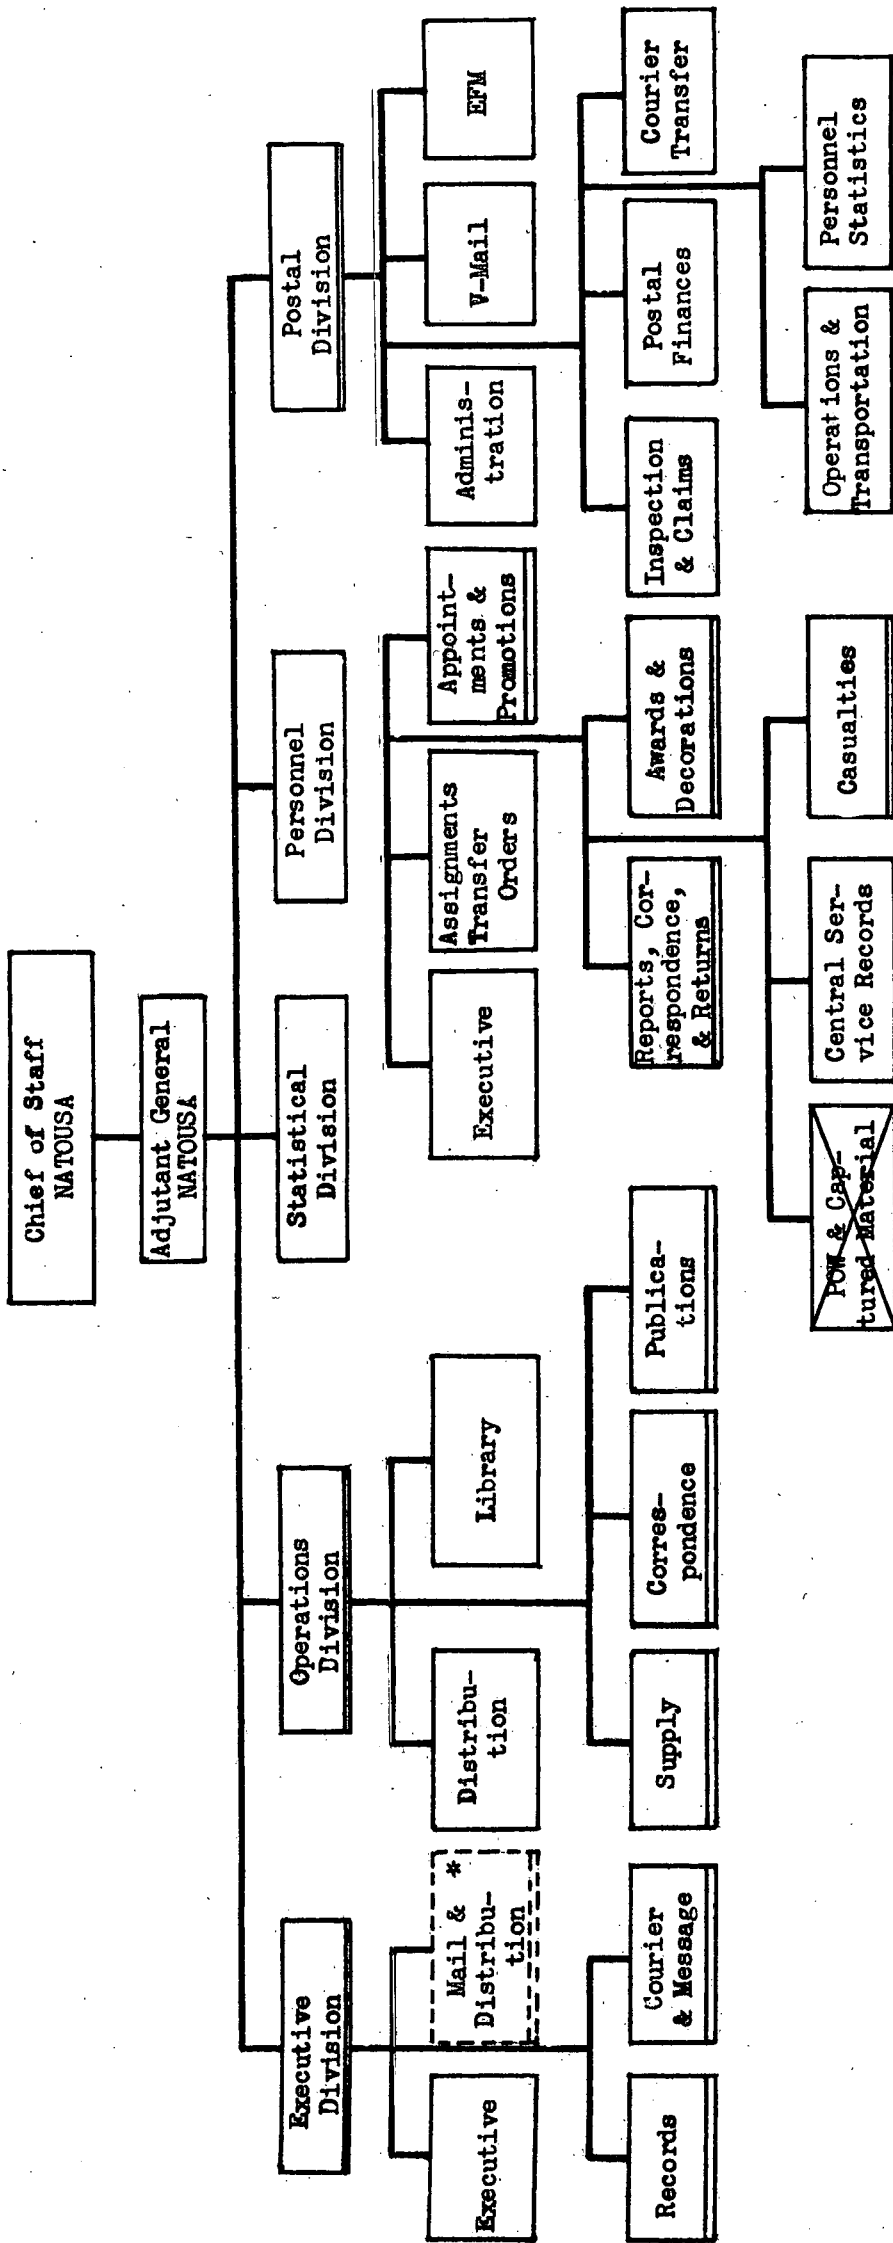 Chief of Staff
NATOUSA
Adjutant General
NATOUSA
Executive
Division
Operations
Division
Statistical
Division
Personnel
Division
Postal
Division
Executive
Mail & *
Distribu-
tion
Distribu-
tion
Library
Executive
Assignments
Transfer
Orders
Appoint-
ments &
Promotions
Adminis-
tration
V-Mail
EFM
Records
Courier
& Message
Supply
Corres-
pondence
Publica-
tions
Reports, Cor-
respondence,
& Returns
Awards &
Decorations
Inspection
& Claims
Postal
Finances
Courier
Transfer
POW & Cap-
tured Material
Central Ser-
vice Records
Casualties
Operations &
Transportation
Personnel
Statistics